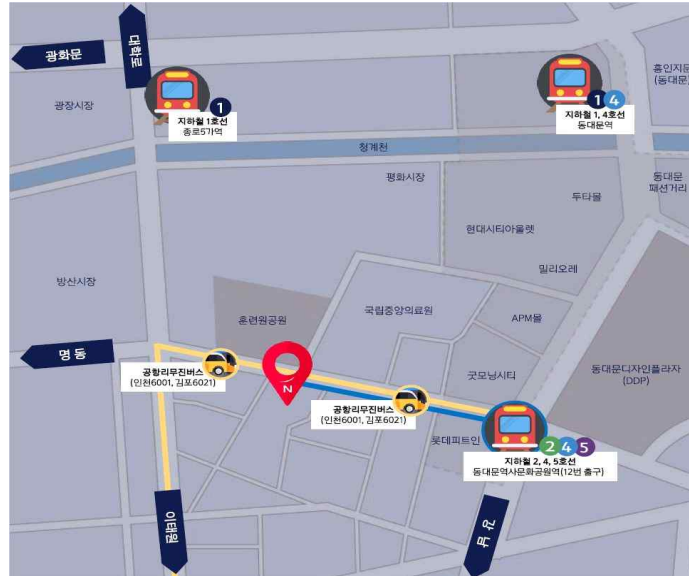 대학로
광화문
흥인지문
(동대문)
광장시장
1
지하철 1호선
종로5가역
1 4
지하철 1, 4호선
동대문역
청계천
평화시장
동대문
패션거리
두타몰
현대시티아울렛
밀리오레
방산시장
훈련원공원
국립중앙의료원
APM몰
명동
공항리무진버스
(인천6001, 김포6021)
굿모닝시티
동대문디자인플라자
(DDP)
공항리무진버스
(인천6001, 김포6021)
롯데피트인
2 4 5
지하철 2, 4, 5호선
동대문역사문화공원역(12번 출구)
이태원
강남